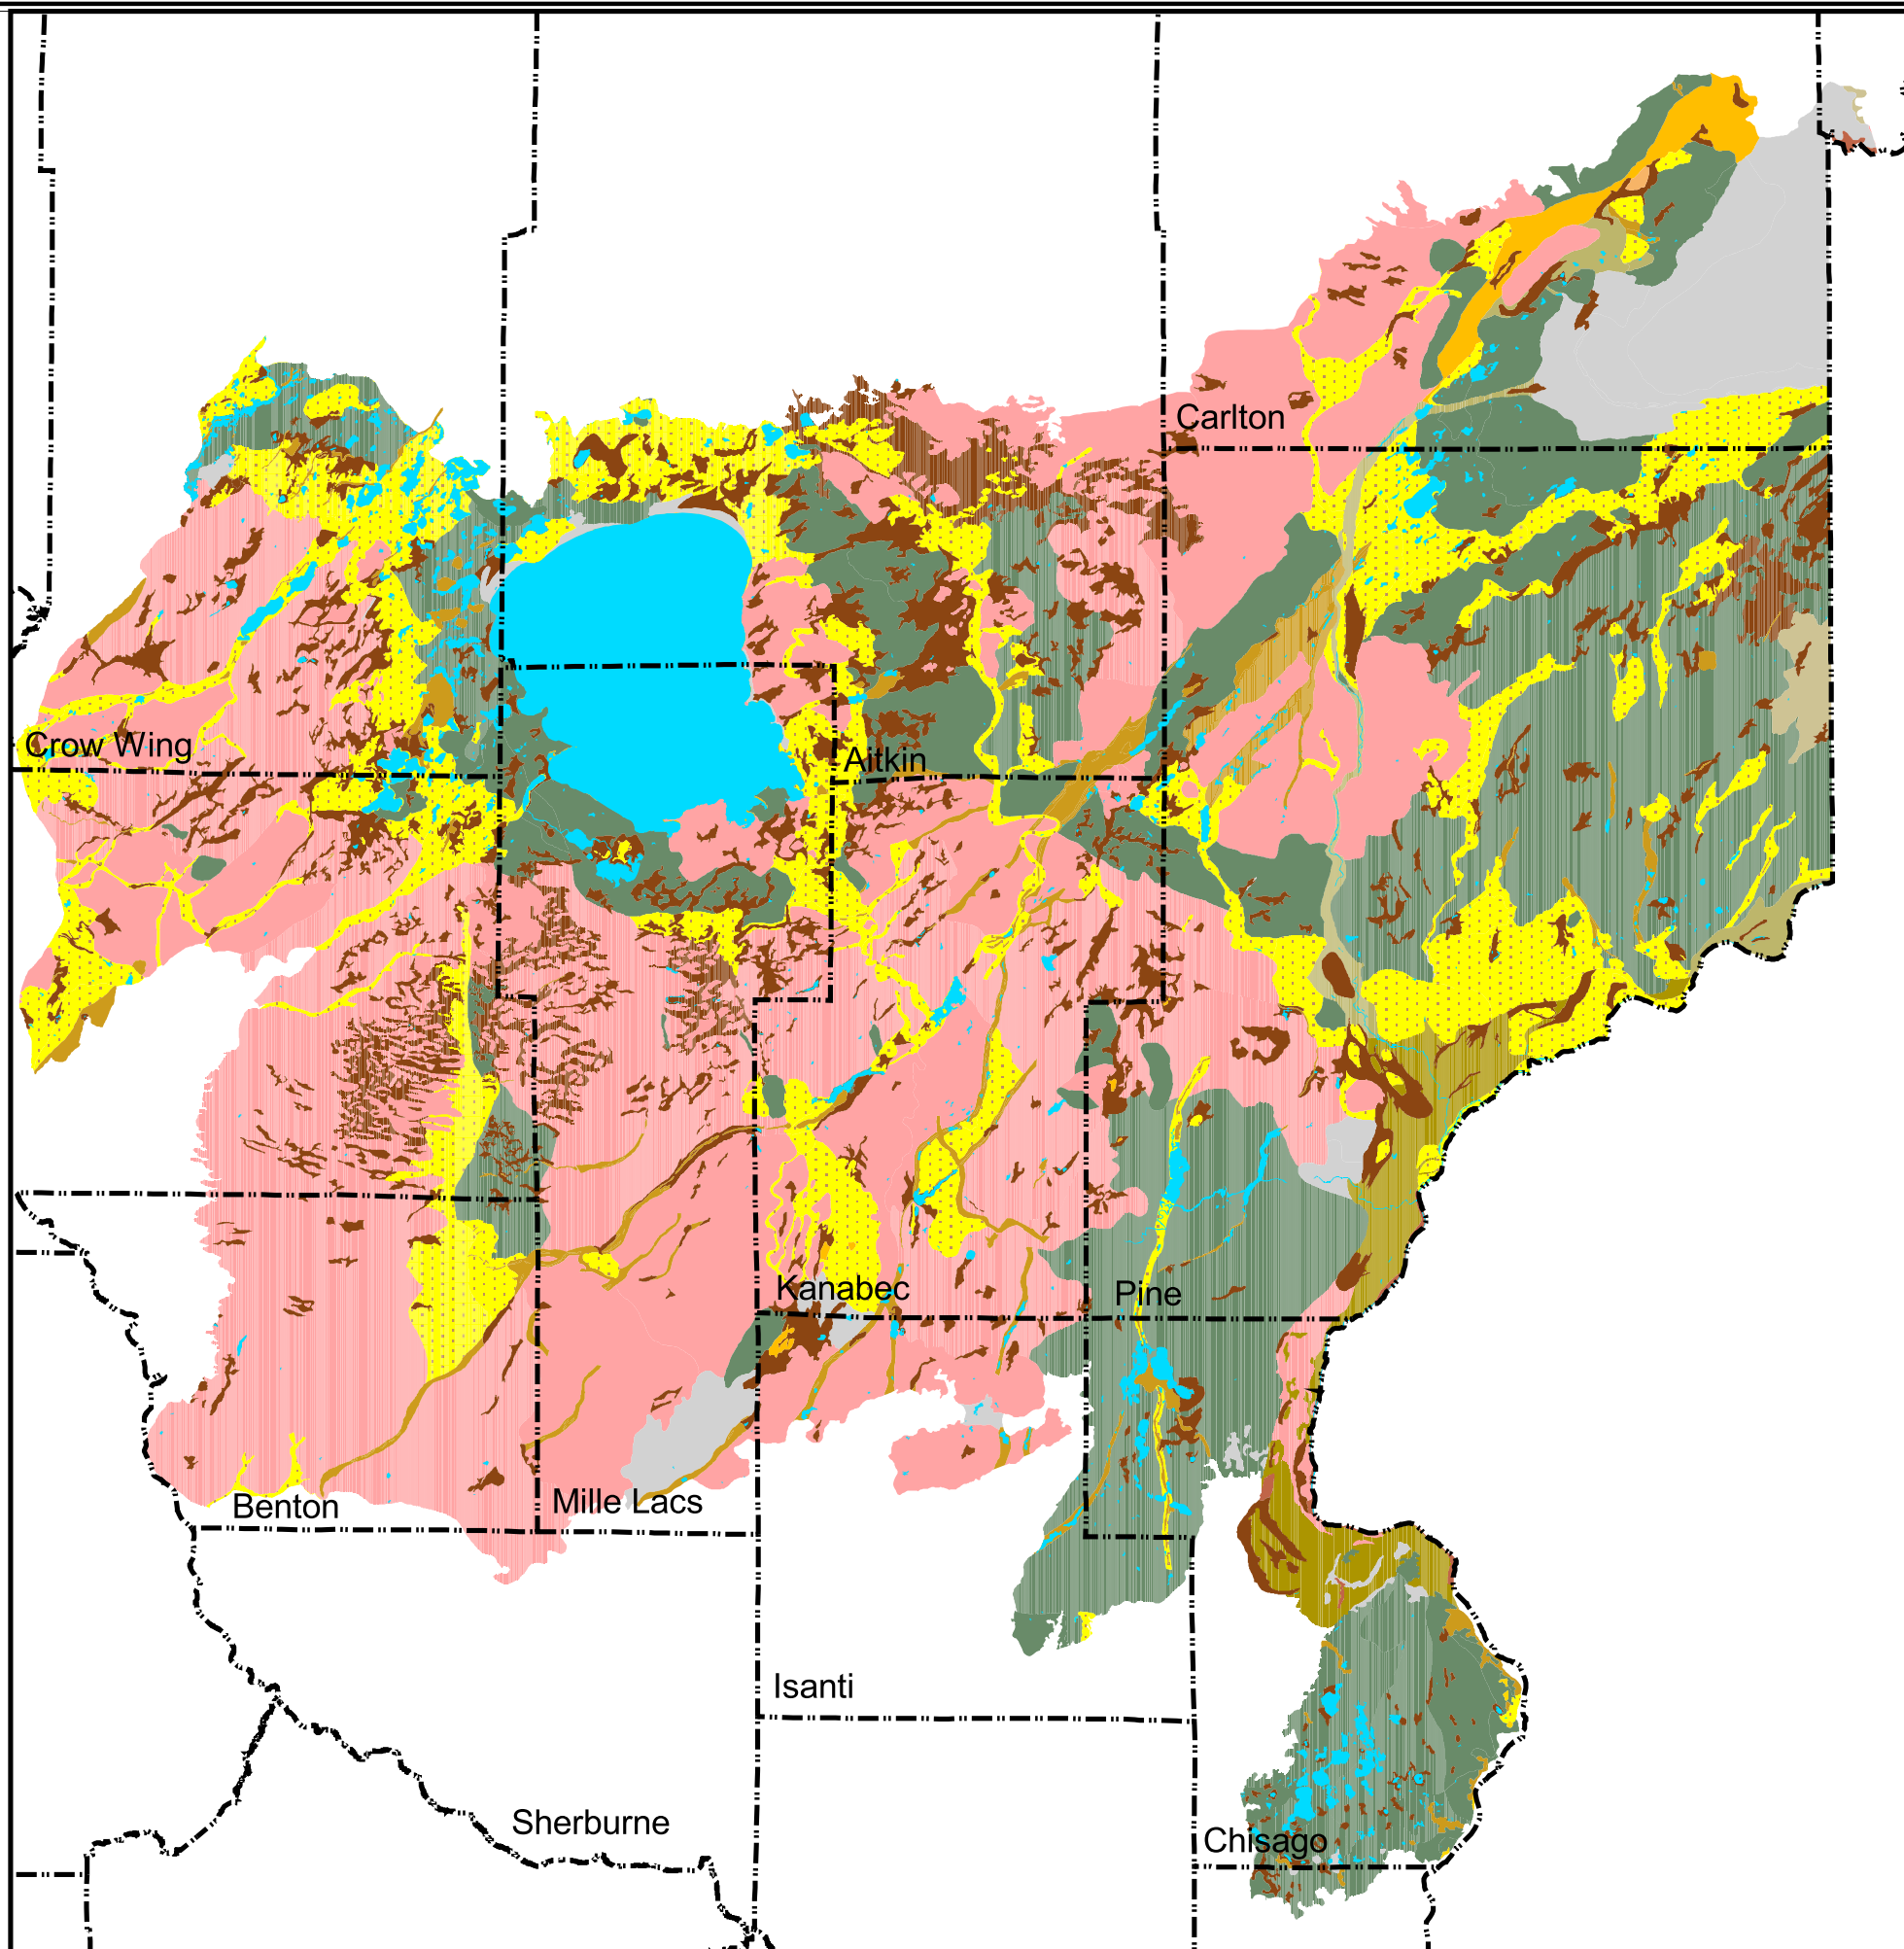 Carlton
Crow Wing
Aitkin
Kanabec
Pine
Benton
Mille Lacs
Isanti
Sherburne
Chisago